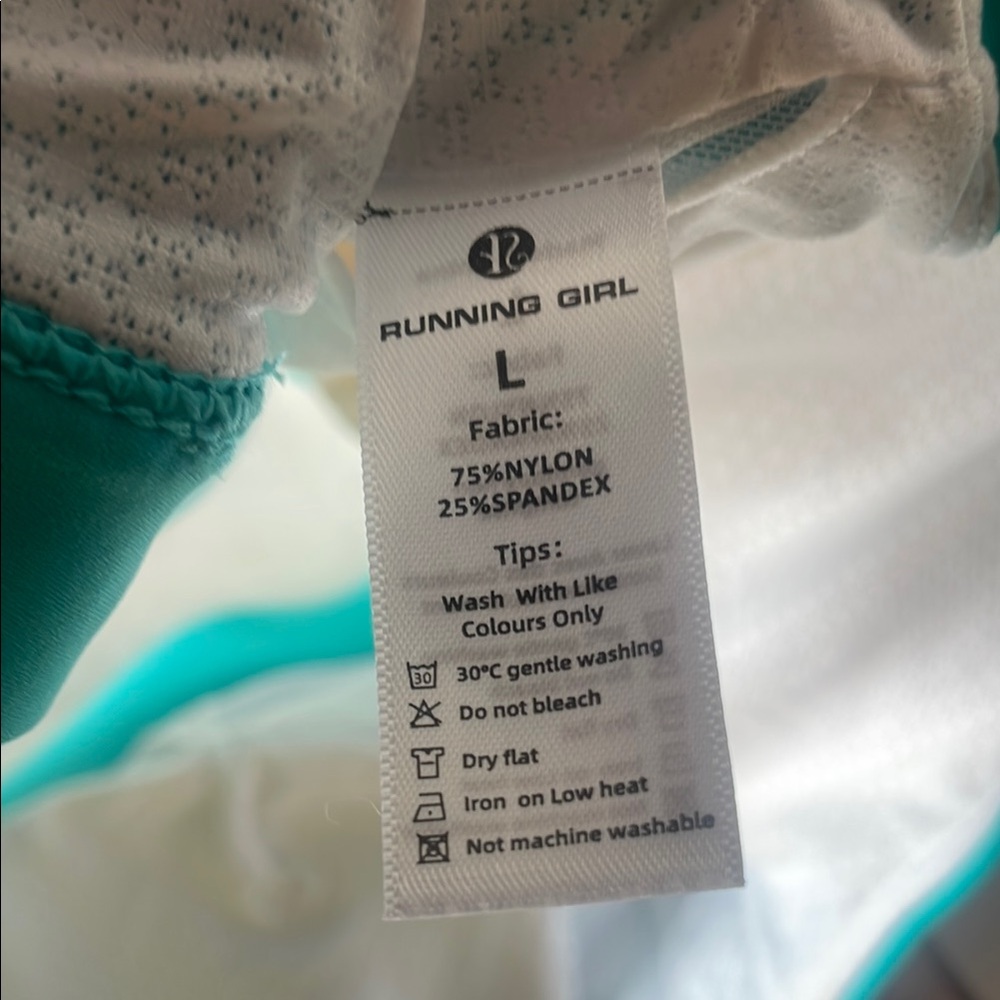 RUNNING GIRL
L
Fabric:
75%NYLON
25%SPANDEX
Tips:
Wash With Like
Colours Only
30 30°C gentle washing
Do not bleach
Dry flat
Iron on Low heat
Not machine washable